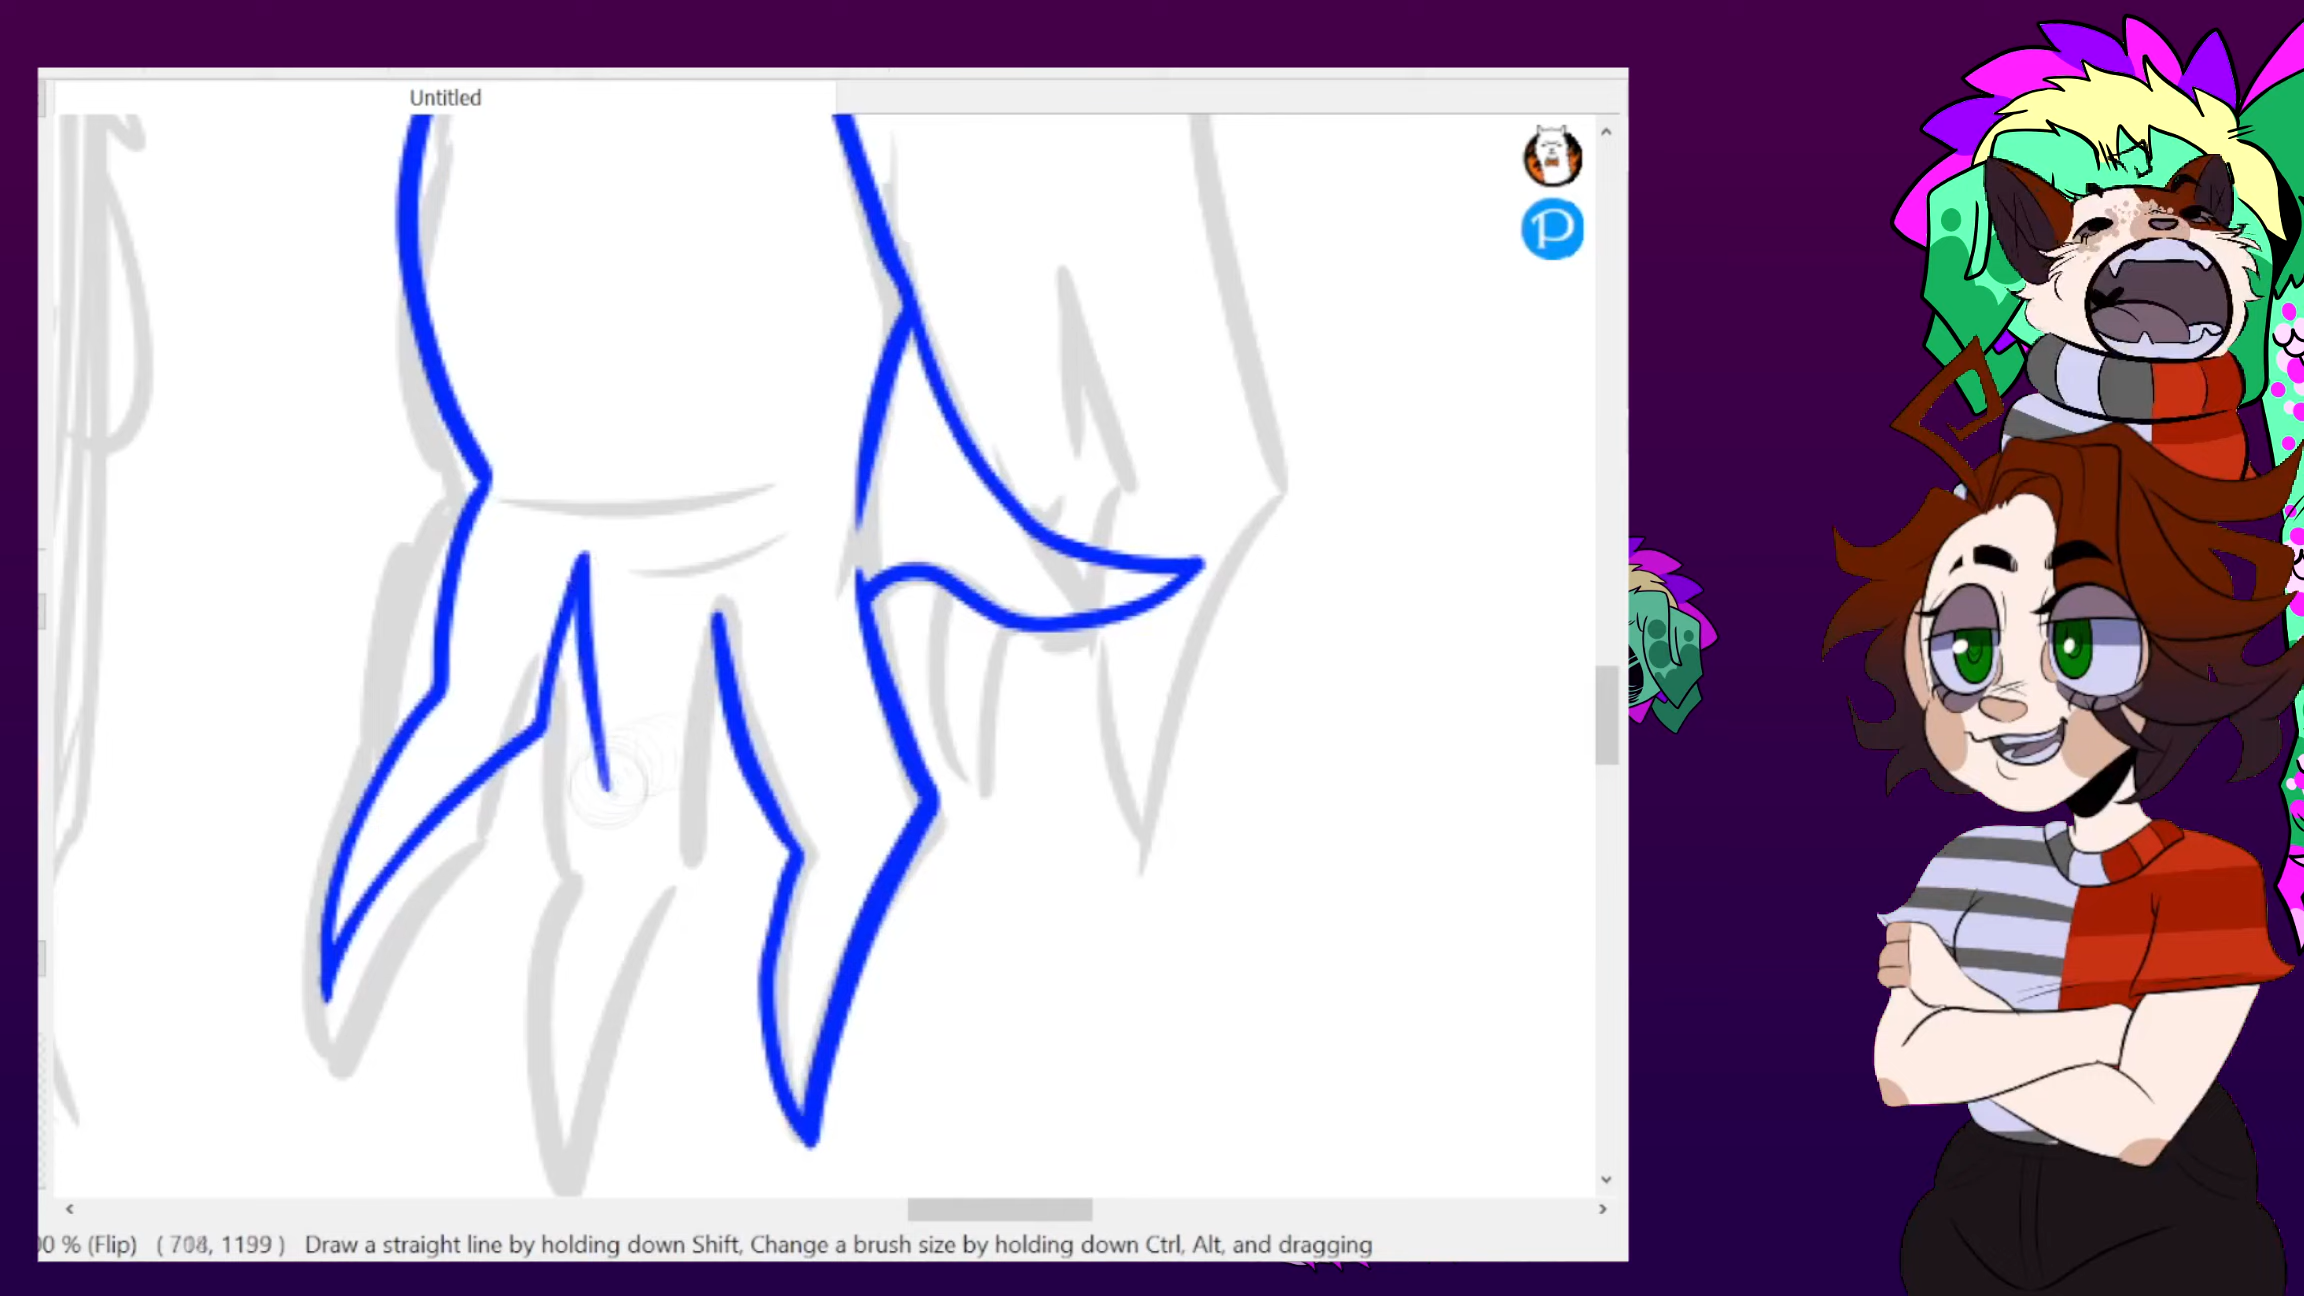 Untitled
P
00 % (Flip) ( 708, 1199 ) Draw a straight line by holding down Shift, Change a brush size by holding down Ctrl, Alt, and dragging